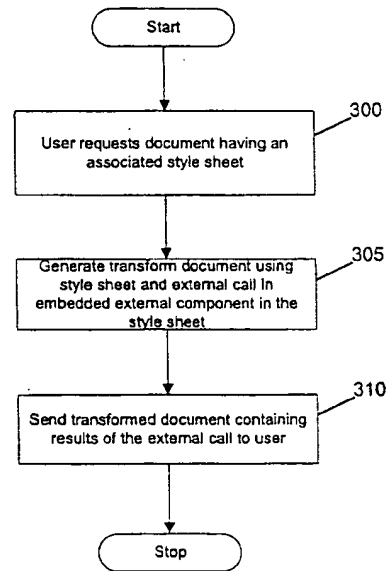 Start
300
User requests document having an
associated style sheet
305
Generate transform document using
style sheet and external call in
embedded external component in the
style sheet
310
Send transformed document containing
results of the external call to user
Stop